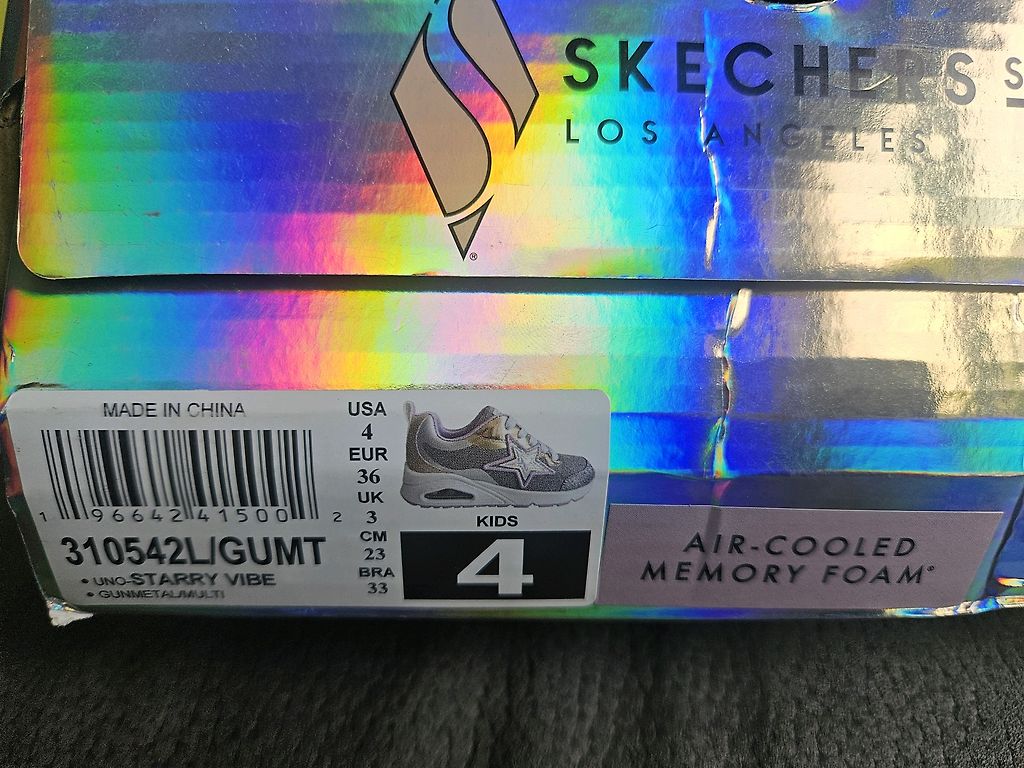 SKECHERS S
LOS ANGELES
®
MADE IN CHINA
1 96642 41500 2
310542L/GUMT
• UNO-STARRY VIBE
• GUNMETAL/MULTI
USA
4
EUR
36
UK
3
CM
23
BRA
33
KIDS
4
AIR-COOLED
MEMORY FOAM®